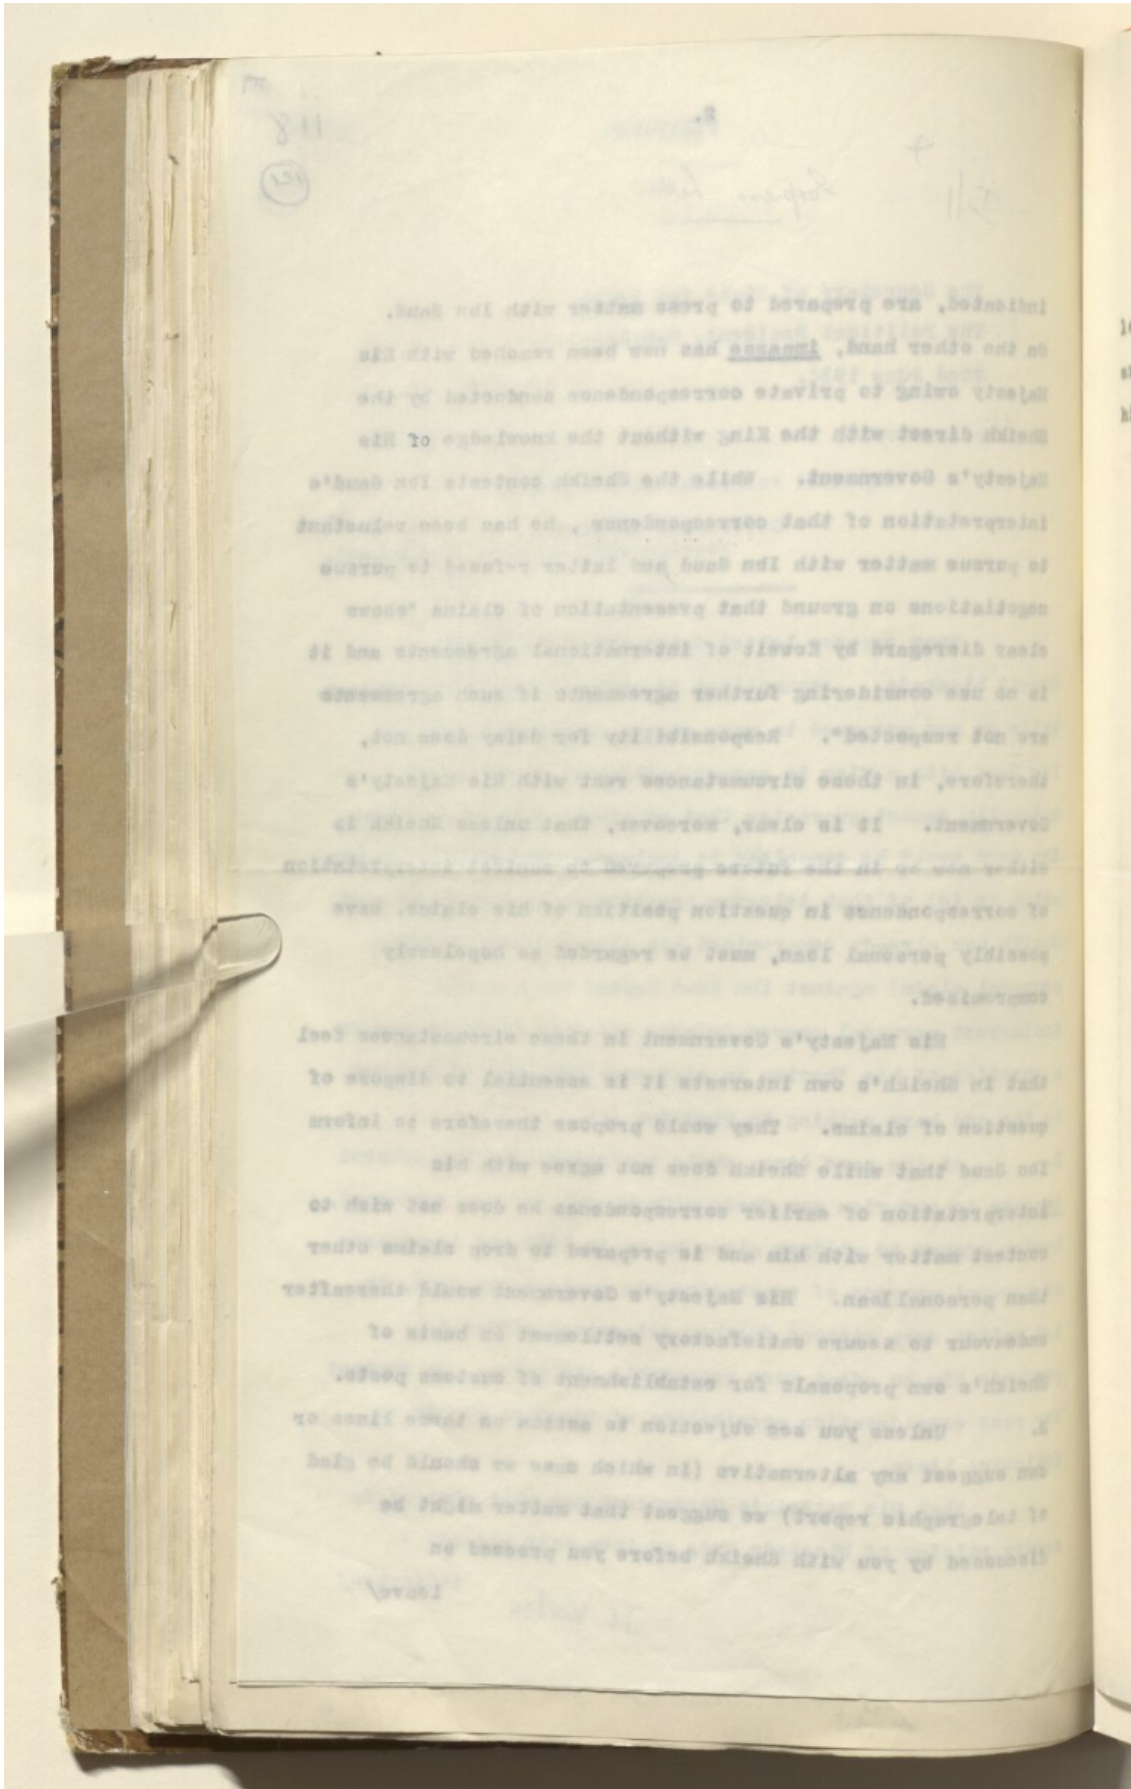 2.
118
indicated, are prepared to press matter with Ibn Saud.
On the other hand, impasse has now been reached with His
Majesty owing to private correspondence conducted by the
Sheikh direct with the King without the knowledge of His
Majesty's Government. While the Sheikh contests Ibn Saud's
interpretation of that correspondence, he has been reluctant
to pursue matter with Ibn Saud and latter refused to pursue
negotiations on ground that presentation of claims "shows
clear disregard by Koweit of international agreements and it
is no use considering further agreements if such agreements
are not respected". Responsibility for delay does not,
therefore, in these circumstances rest with His Majesty's
Government. It is clear, moreover, that unless Sheikh is
either now or in the future prepared to contest interpretation
of correspondence in question position of his claims, save
possibly personal loan, must be regarded as hopelessly
compromised.
His Majesty's Government in these circumstances feel
that in Sheikh's own interests it is essential to dispose of
question of claims. They would propose therefore to inform
Ibn Saud that while Sheikh does not agree with his
interpretation of earlier correspondence he does not wish to
contest matter with him and is prepared to drop claims other
than personal loan. His Majesty's Government would thereafter
endeavour to secure satisfactory settlement on basis of
Sheikh's own proposals for establishment of customs posts.
3. Unless you see objection to action on these lines or
can suggest any alternative (in which case we should be glad
of telegraphic report) we suggest that matter might be
discussed by you with Sheikh before you proceed on
leave/